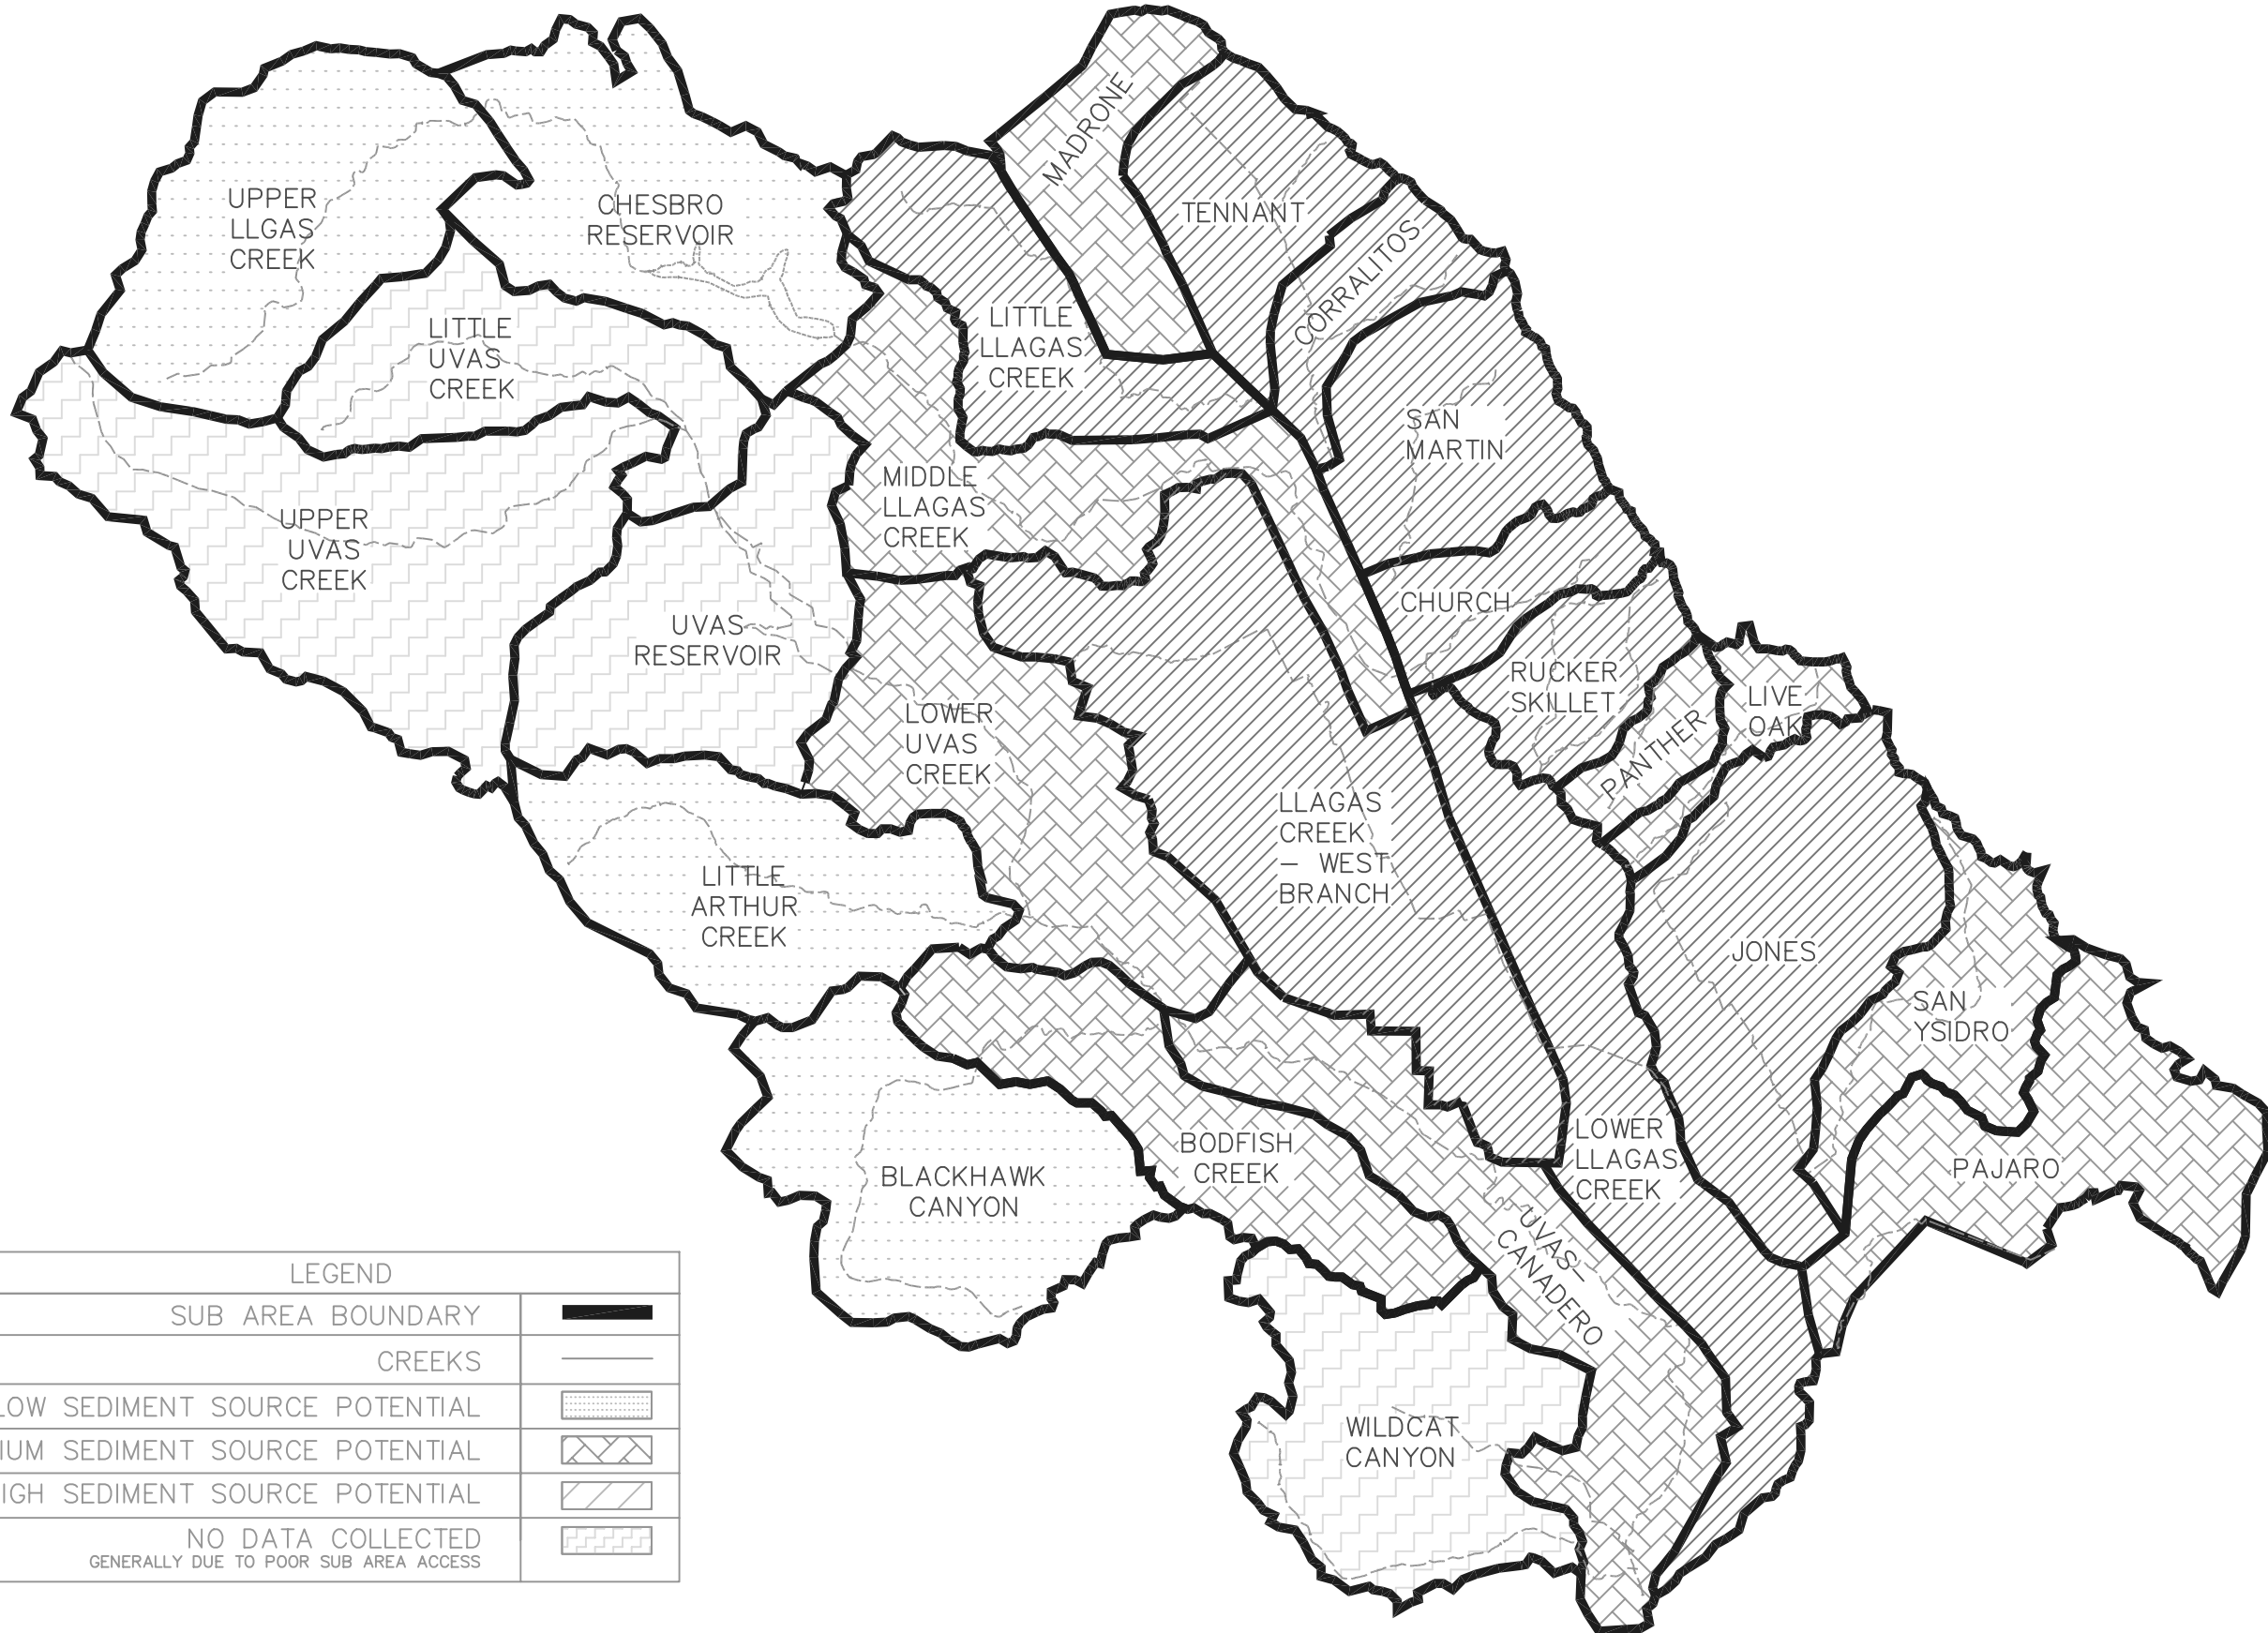 MADRONE
UPPER
LLGAS
CREEK
CHESBRO
RESERVOIR
TENNANT
CORRALITOS
LITTLE
UVAS
CREEK
LITTLE
LLAGAS
CREEK
SAN
MARTIN
MIDDLE
LLAGAS
CREEK
UPPER
UVAS
CREEK
CHURCH
UVAS
RESERVOIR
RUCKER
SKILLET
LIVE
OAK
PANTHER
LOWER
UVAS
CREEK
LLAGAS
CREEK
– WEST
BRANCH
LITTLE
ARTHUR
CREEK
JONES
SAN
YSIDRO
BODFISH
CREEK
LOWER
LLAGAS
CREEK
PAJARO
BLACKHAWK
CANYON
UVAS–
CANADERO
WILDCAT
CANYON
LEGEND
SUB AREA BOUNDARY
CREEKS
LOW SEDIMENT SOURCE POTENTIAL
IUM SEDIMENT SOURCE POTENTIAL
IGH SEDIMENT SOURCE POTENTIAL
NO DATA COLLECTED
GENERALLY DUE TO POOR SUB AREA ACCESS